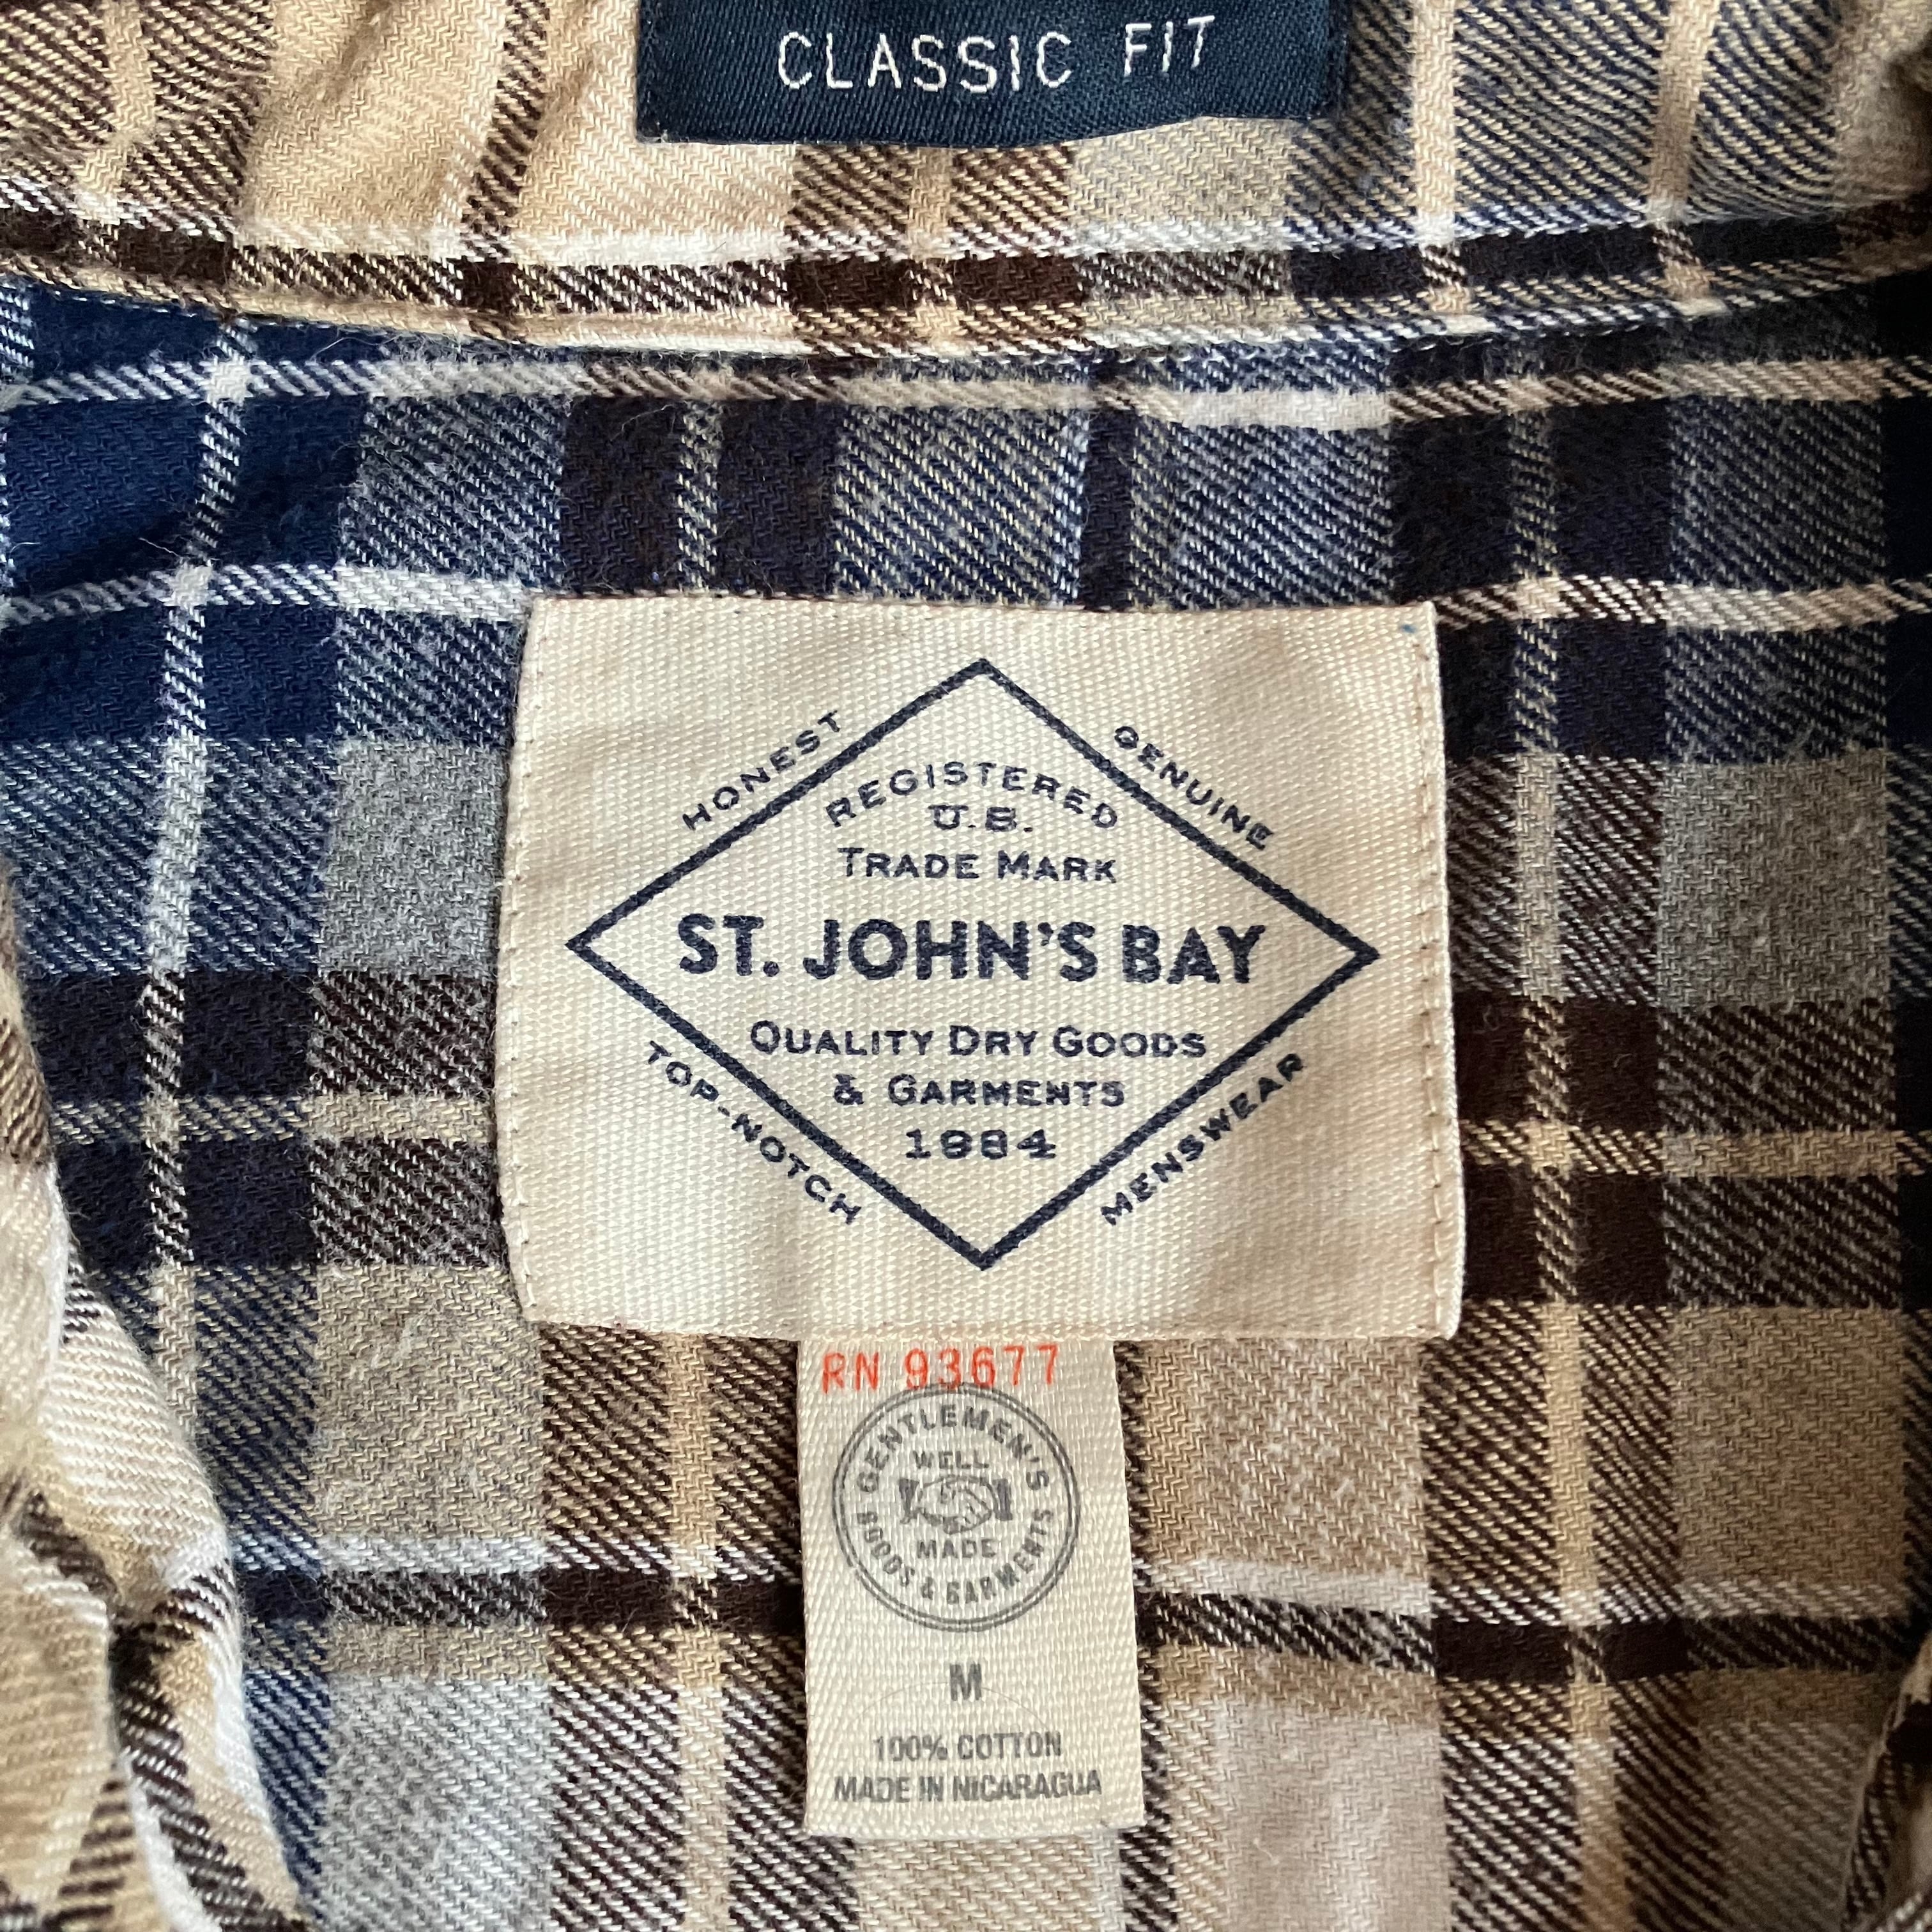 CLASSIC FIT
HONEST
GENUINE
REGISTERED
U.S.
TRADE MARK
ST. JOHN'S BAY
QUALITY DRY GOODS
& GARMENTS
1984
TOP-NOTCH
MENSWEAR
RN 93677
GENTLEMEN'S
WELL
MADE
GOODS & GARMENTS
M
100% COTTON
MADE IN NICARAGUA